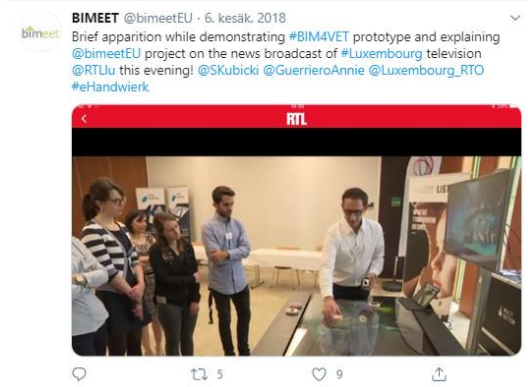 BIMEET @bimeetEU · 6. kesäk. 2018
bimeet
Brief apparition while demonstrating #BIM4VET prototype and explaining
@bimeetEU project on the news broadcast of #Luxembourg television
@RTLlu this evening! @SKubicki @GuerrieroAnnie @Luxembourg_RTO
#eHandwierk
RTL
LIST
5
9